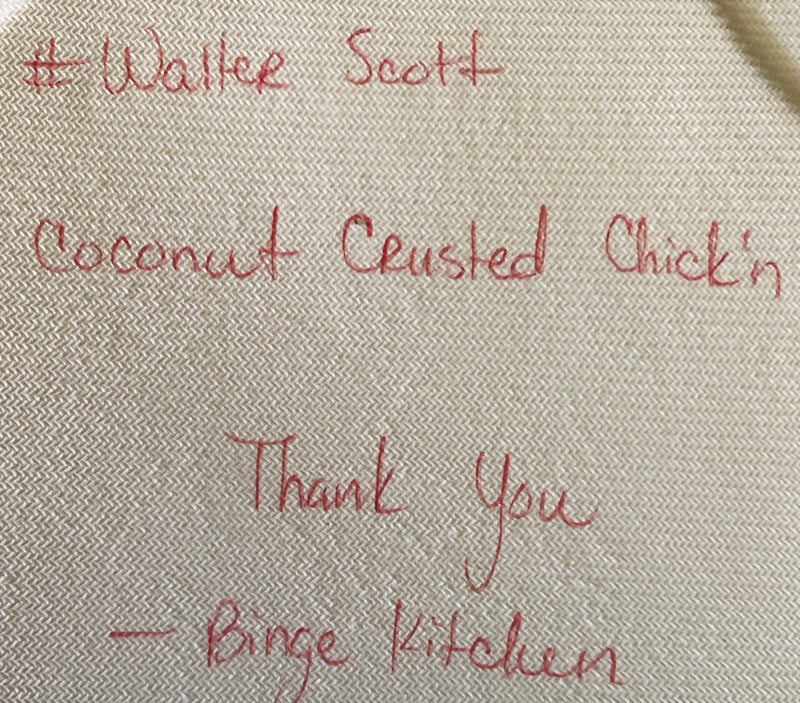 # Walter Scott
Coconut Crusted Chick'n
Thank You
— Binge Kitchen